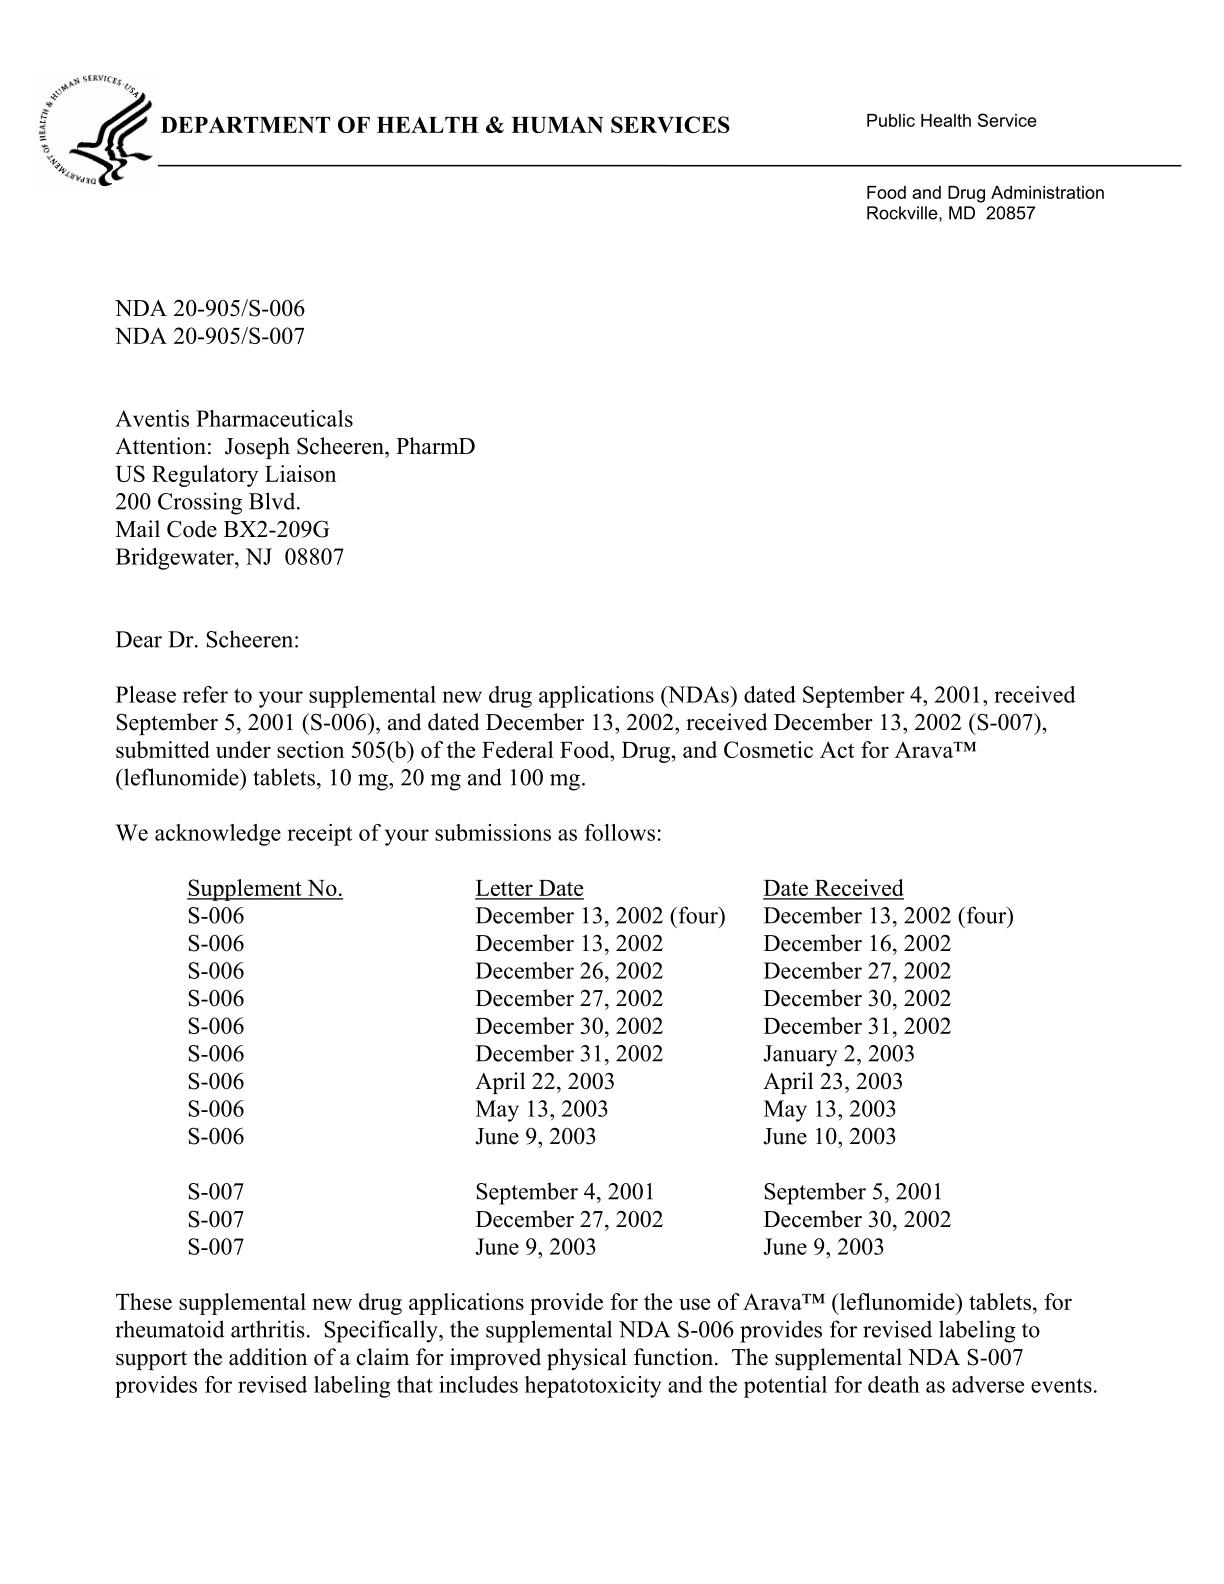 DEPARTMENT OF HEALTH & HUMAN SERVICES·USA
DEPARTMENT OF HEALTH & HUMAN SERVICES
Public Health Service
Food and Drug Administration
Rockville, MD 20857
NDA 20-905/S-006
NDA 20-905/S-007
Aventis Pharmaceuticals
Attention: Joseph Scheeren, PharmD
US Regulatory Liaison
200 Crossing Blvd.
Mail Code BX2-209G
Bridgewater, NJ 08807
Dear Dr. Scheeren:
Please refer to your supplemental new drug applications (NDAs) dated September 4, 2001, received
September 5, 2001 (S-006), and dated December 13, 2002, received December 13, 2002 (S-007),
submitted under section 505(b) of the Federal Food, Drug, and Cosmetic Act for Arava™
(leflunomide) tablets, 10 mg, 20 mg and 100 mg.
We acknowledge receipt of your submissions as follows:
Supplement No. Letter Date Date Received
S-006 December 13, 2002 (four) December 13, 2002 (four)
S-006 December 13, 2002 December 16, 2002
S-006 December 26, 2002 December 27, 2002
S-006 December 27, 2002 December 30, 2002
S-006 December 30, 2002 December 31, 2002
S-006 December 31, 2002 January 2, 2003
S-006 April 22, 2003 April 23, 2003
S-006 May 13, 2003 May 13, 2003
S-006 June 9, 2003 June 10, 2003
S-007 September 4, 2001 September 5, 2001
S-007 December 27, 2002 December 30, 2002
S-007 June 9, 2003 June 9, 2003
These supplemental new drug applications provide for the use of Arava™ (leflunomide) tablets, for
rheumatoid arthritis. Specifically, the supplemental NDA S-006 provides for revised labeling to
support the addition of a claim for improved physical function. The supplemental NDA S-007
provides for revised labeling that includes hepatotoxicity and the potential for death as adverse events.